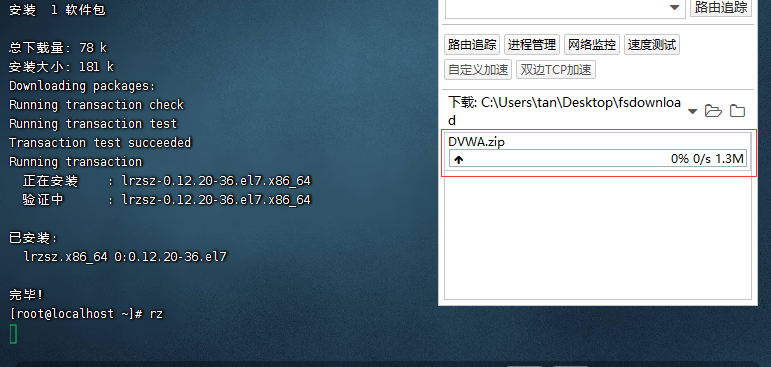 安装  1 软件包
总下载量: 78 k
安装大小: 181 k
Downloading packages:
Running transaction check
Running transaction test
Transaction test succeeded
Running transaction
  正在安装    : lrzsz-0.12.20-36.el7.x86_64
  验证中      : lrzsz-0.12.20-36.el7.x86_64
已安装:
  lrzsz.x86_64 0:0.12.20-36.el7
完毕!
[root@localhost ~]# rz
路由追踪
路由追踪 进程管理 网络监控 速度测试
自定义加速 双边TCP加速
下载: C:\Users\tan\Desktop\fsdownloa
d
DVWA.zip
0% 0/s 1.3M